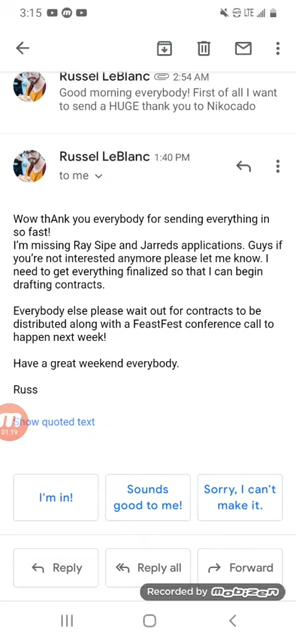 3:15
LTE
Russel LeBlanc 2:54 AM
Good morning everybody! First of all I want
to send a HUGE thank you to Nikocado
Russel LeBlanc 1:40 PM
to me
Wow thAnk you everybody for sending everything in
so fast!
I'm missing Ray Sipe and Jarreds applications. Guys if
you're not interested anymore please let me know. I
need to get everything finalized so that I can begin
drafting contracts.
Everybody else please wait out for contracts to be
distributed along with a FeastFest conference call to
happen next week!
Have a great weekend everybody.
Russ
Show quoted text
01:19
I'm in!
Sounds
good to me!
Sorry, I can't
make it.
Reply
Reply all
Forward
Recorded by mobizen